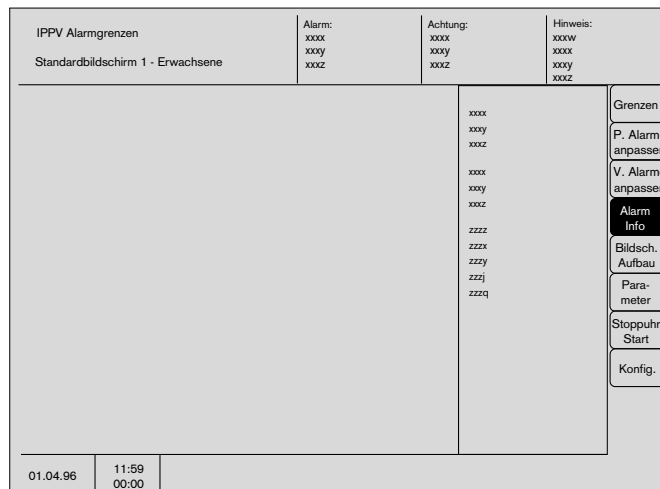 IPPV Alarmgrenzen
Standardbildschirm 1 - Erwachsene
Alarm:
xxxx
xxxy
xxxz
Achtung:
xxxx
xxxy
xxxz
Hinweis:
xxxw
xxxx
xxxy
xxxz
xxxx
xxxy
xxxz
xxxx
xxxy
xxxz
zzzz
zzzx
zzzy
zzzj
zzzq
Grenzen
P. Alarm
anpasse
V. Alarm
anpasse
Alarm
Info
Bildsch.
Aufbau
Para-
meter
Stoppuhr
Start
Konfig.
01.04.96
11:59
00:00